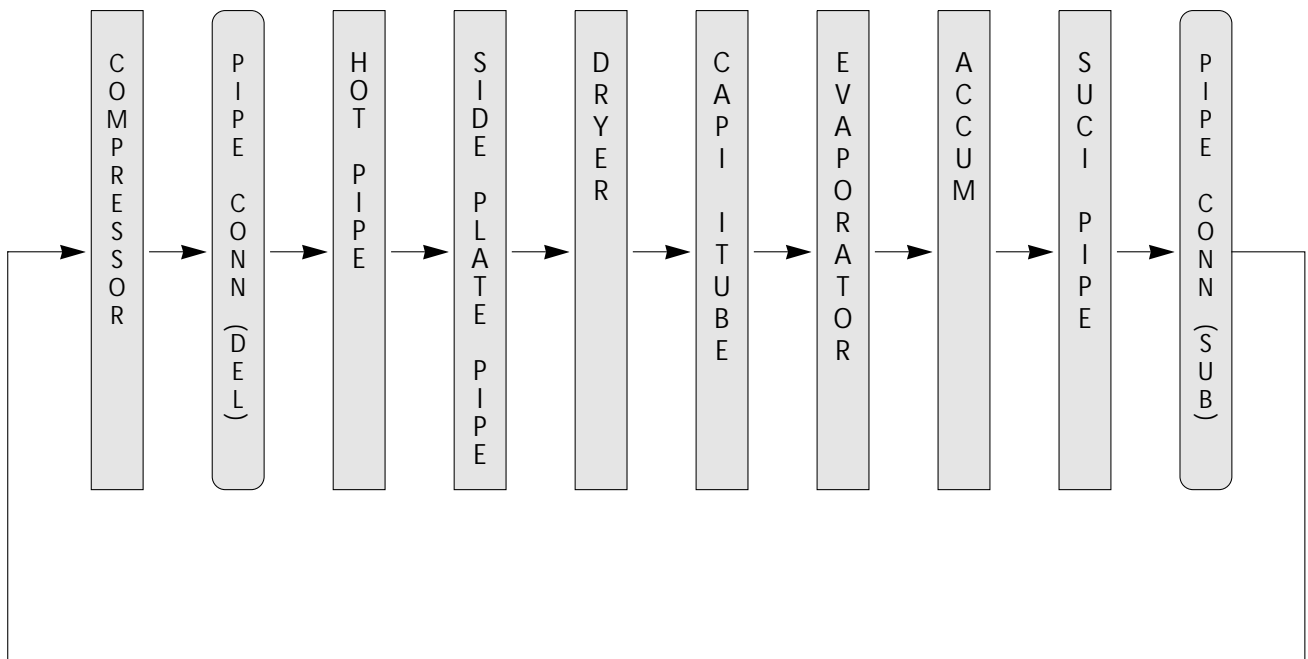 COMPRESSOR
PIPE CONN (DEL)
HOT PIPE
SIDE PLATE PIPE
DRYER
CAPI ITUBE
EVAPORATOR
ACCUM
SUCI PIPE
PIPE CONN (SUB)